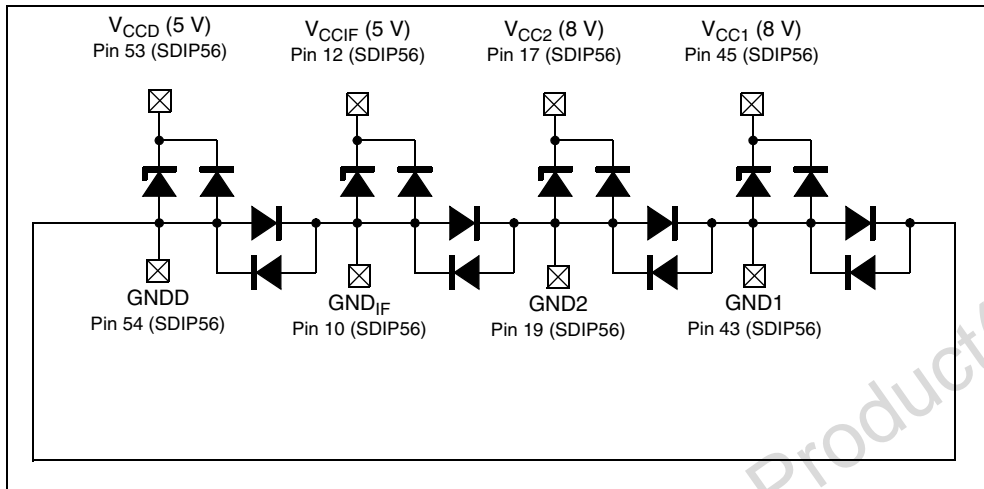 VCCD (5 V)
Pin 53 (SDIP56)
VCCIF (5 V)
Pin 12 (SDIP56)
VCC2 (8 V)
Pin 17 (SDIP56)
VCC1 (8 V)
Pin 45 (SDIP56)
GNDD
Pin 54 (SDIP56)
GNDIF
Pin 10 (SDIP56)
GND2
Pin 19 (SDIP56)
GND1
Pin 43 (SDIP56)